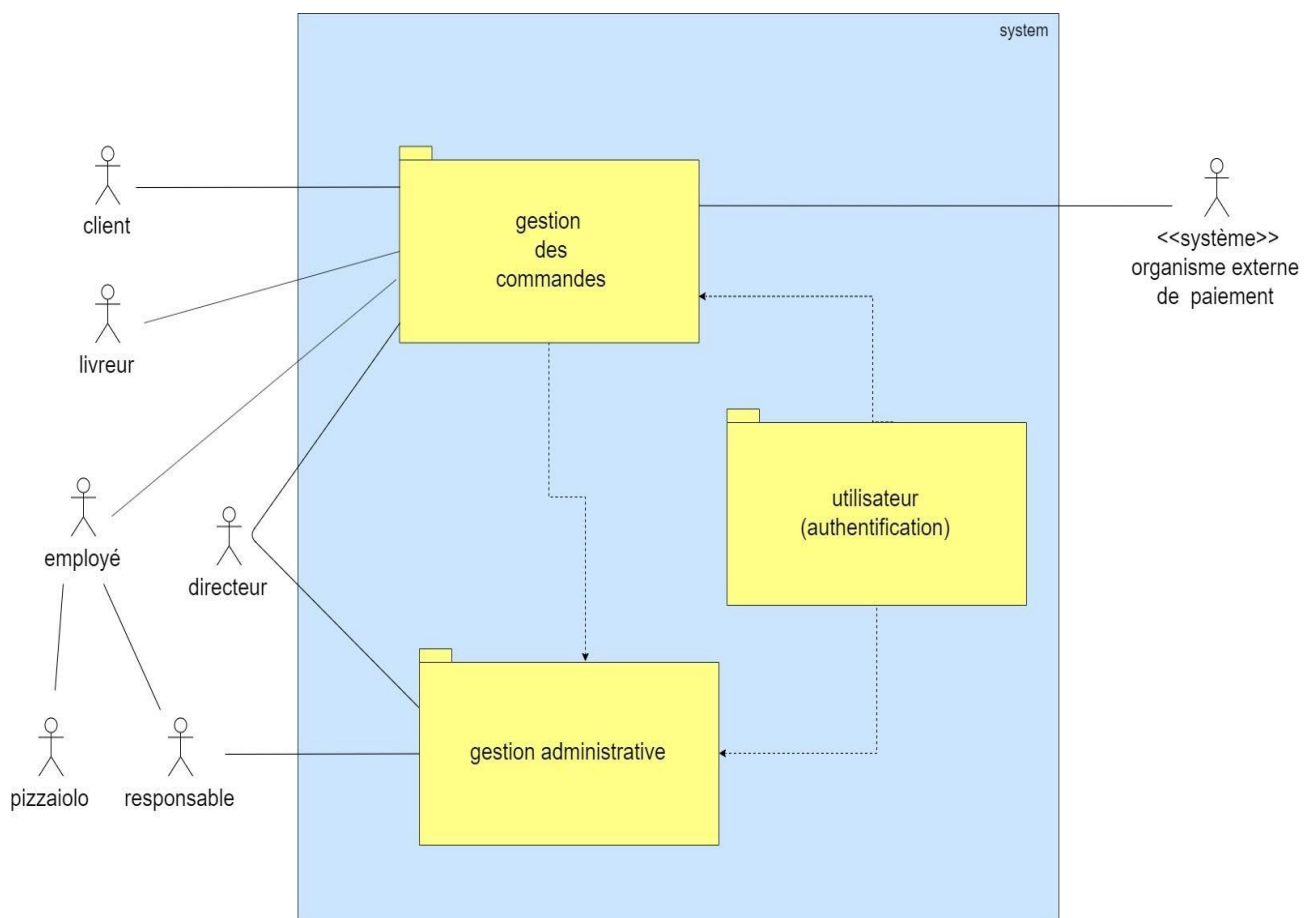 system
client
gestion
des
commandes
<<système>>
organisme externe
de paiement
livreur
utilisateur
(authentification)
employé
directeur
gestion administrative
pizzaiolo
responsable